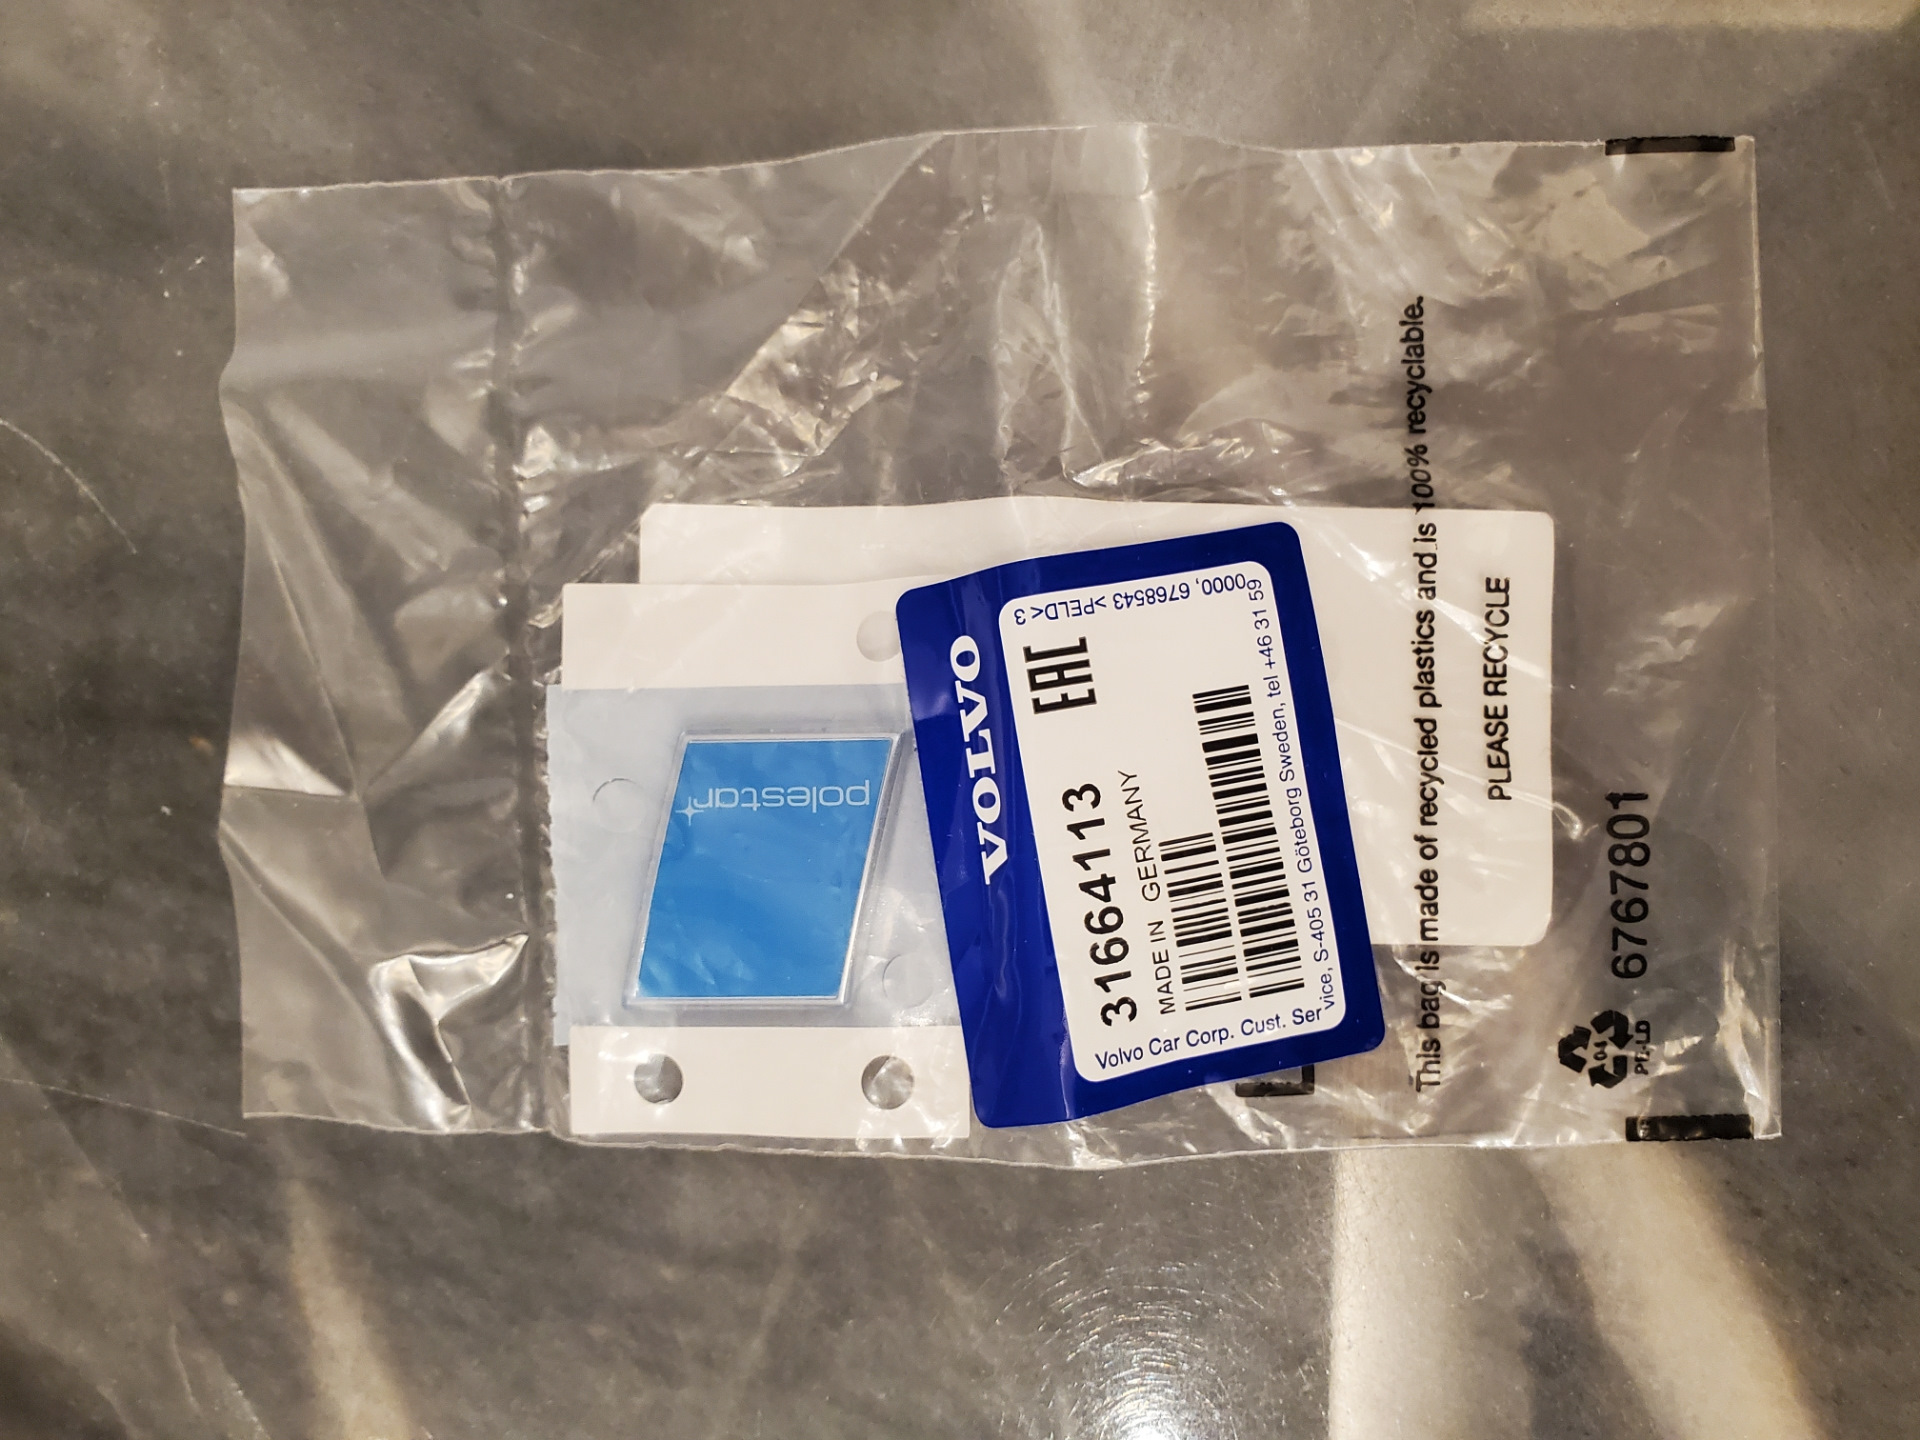 polestar
VOLVO
31664113
EAC
MADE IN GERMANY
Volvo Car Corp. Cust. Service, S-405 31 Göteborg Sweden, tel +46 31 59
0000, 6768543 >PELD< 3
This bag is made of recycled plastics and is 100% recyclable.
PLEASE RECYCLE
04
PE-LD
6767801